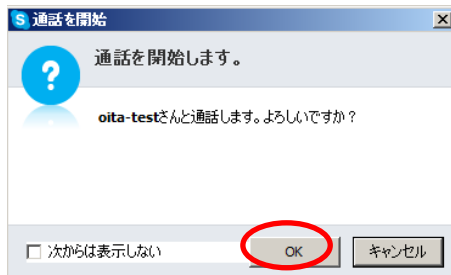 通話を開始
通話を開始します。
oita-testさんと通話します。よろしいですか？
次からは表示しない
OK
キャンセル